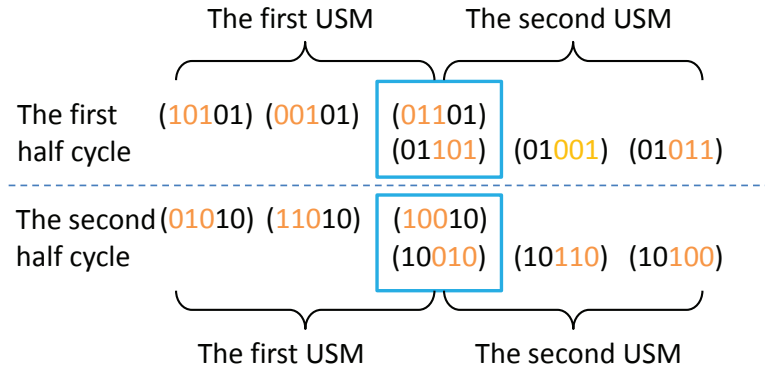 The first USM The second USM
The first (10101) (00101) (01101)
half cycle (01101) (01001) (01011)
The second (01010) (11010) (10010)
half cycle (10010) (10110) (10100)
The first USM The second USM